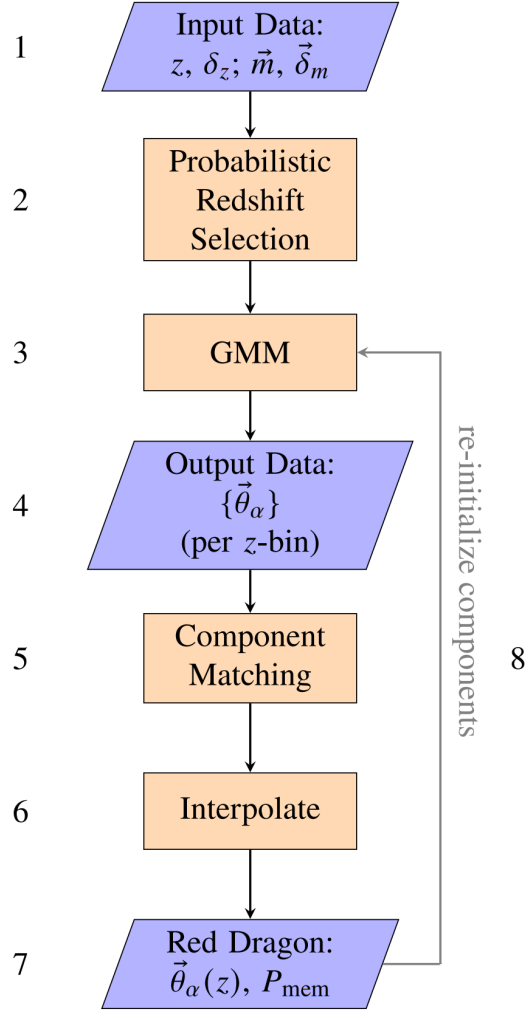 1
Input Data:
z, δ_z; m⃗, δ⃗_m
2
Probabilistic
Redshift
Selection
3
GMM
4
Output Data:
{θ⃗_α}
(per z-bin)
5
Component
Matching
6
Interpolate
7
Red Dragon:
θ⃗_α(z), P_mem
re-initialize components
8